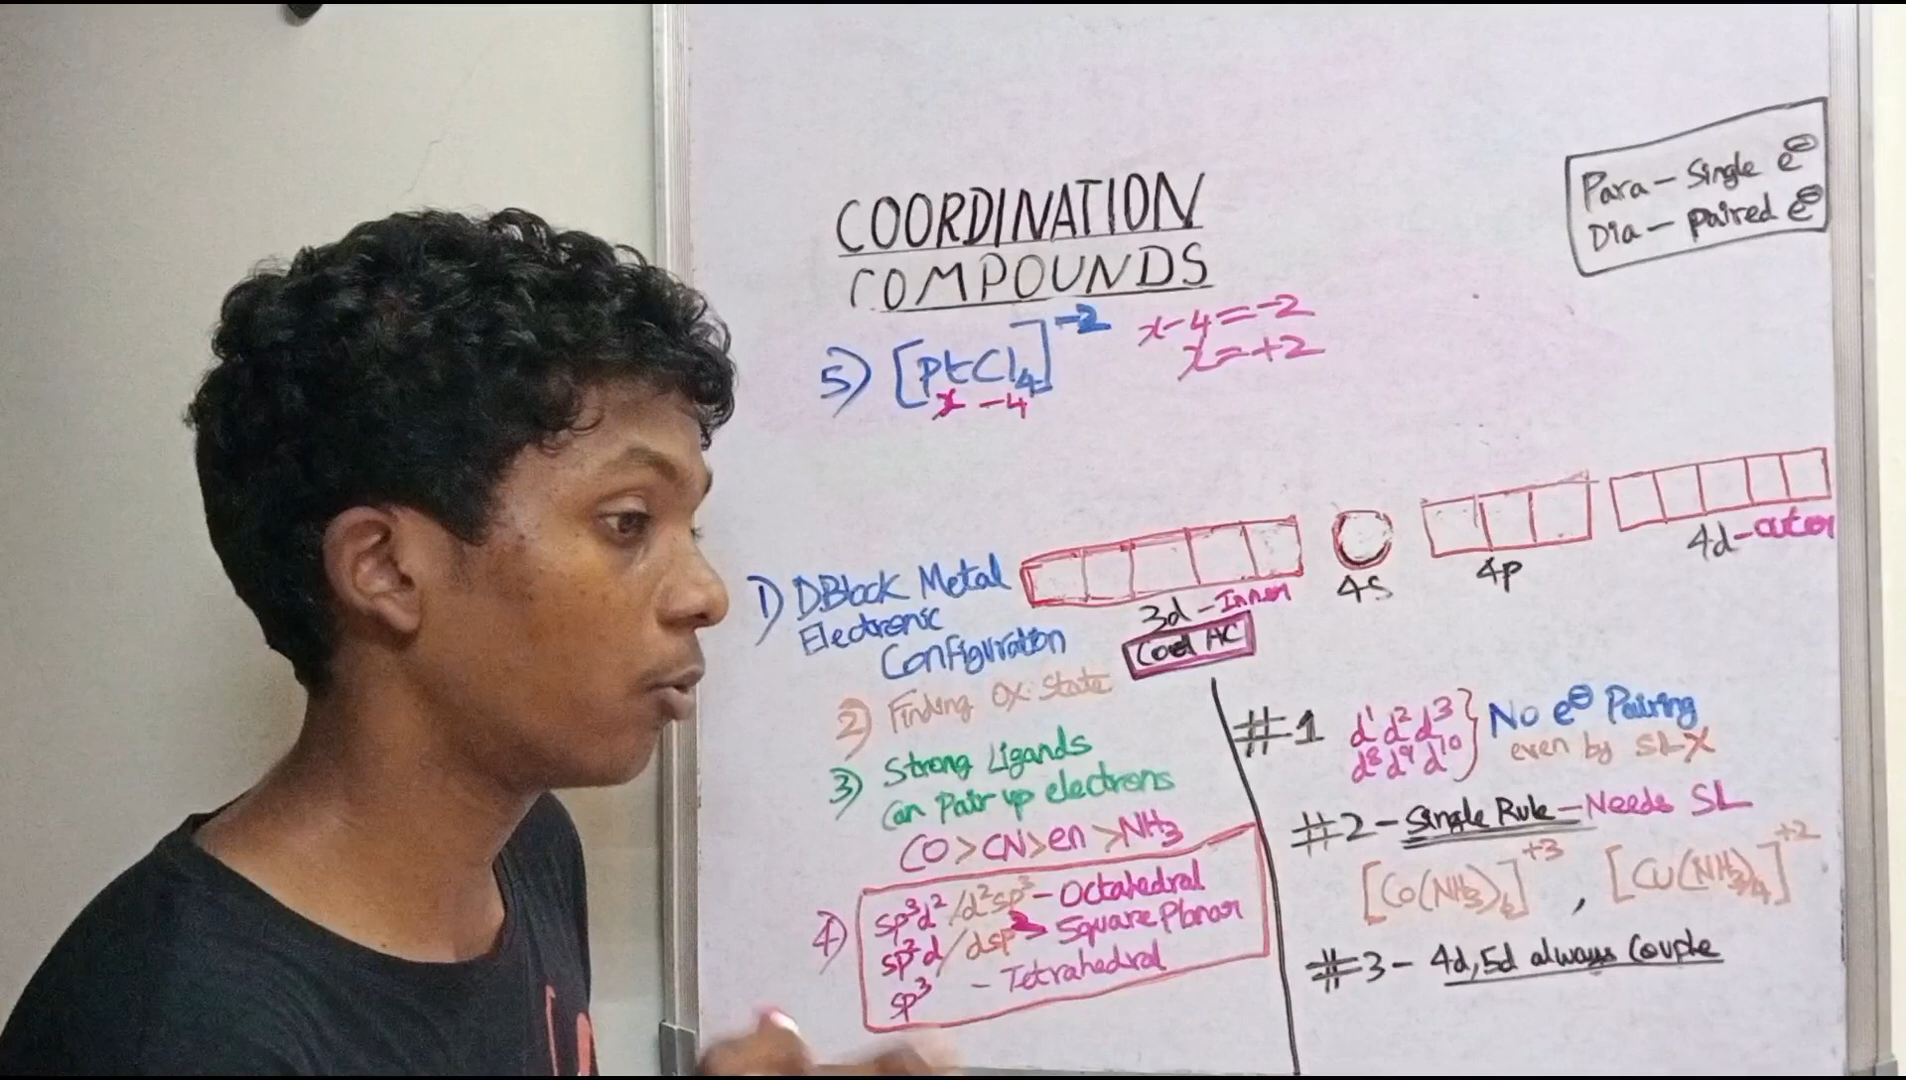 COORDINATION
COMPOUNDS
Para - Single e⊖
Dia - paired e⊖
5) [PtCl4]-2
x -4
x-4=-2
x=+2
3d - Inner
4s
4p
4d - outer
Cool AC
1) D.Block Metal
Electronic
Configuration
2) Finding Ox. State
3) Strong Ligands
Can Pair up electrons
CO > CN > en > NH3
4) sp3d2/d2sp3 - Octahedral
sp2d/dsp2 Square Planar
sp3 - Tetrahedral
#1 d1 d2 d3 } No e⊖ Pairing
d8 d9 d10 even by SL X
#2 - Single Rule - Needs SL
[Co(NH3)6]+3 , [Cu(NH3)4]+2
#3 - 4d, 5d always Couple